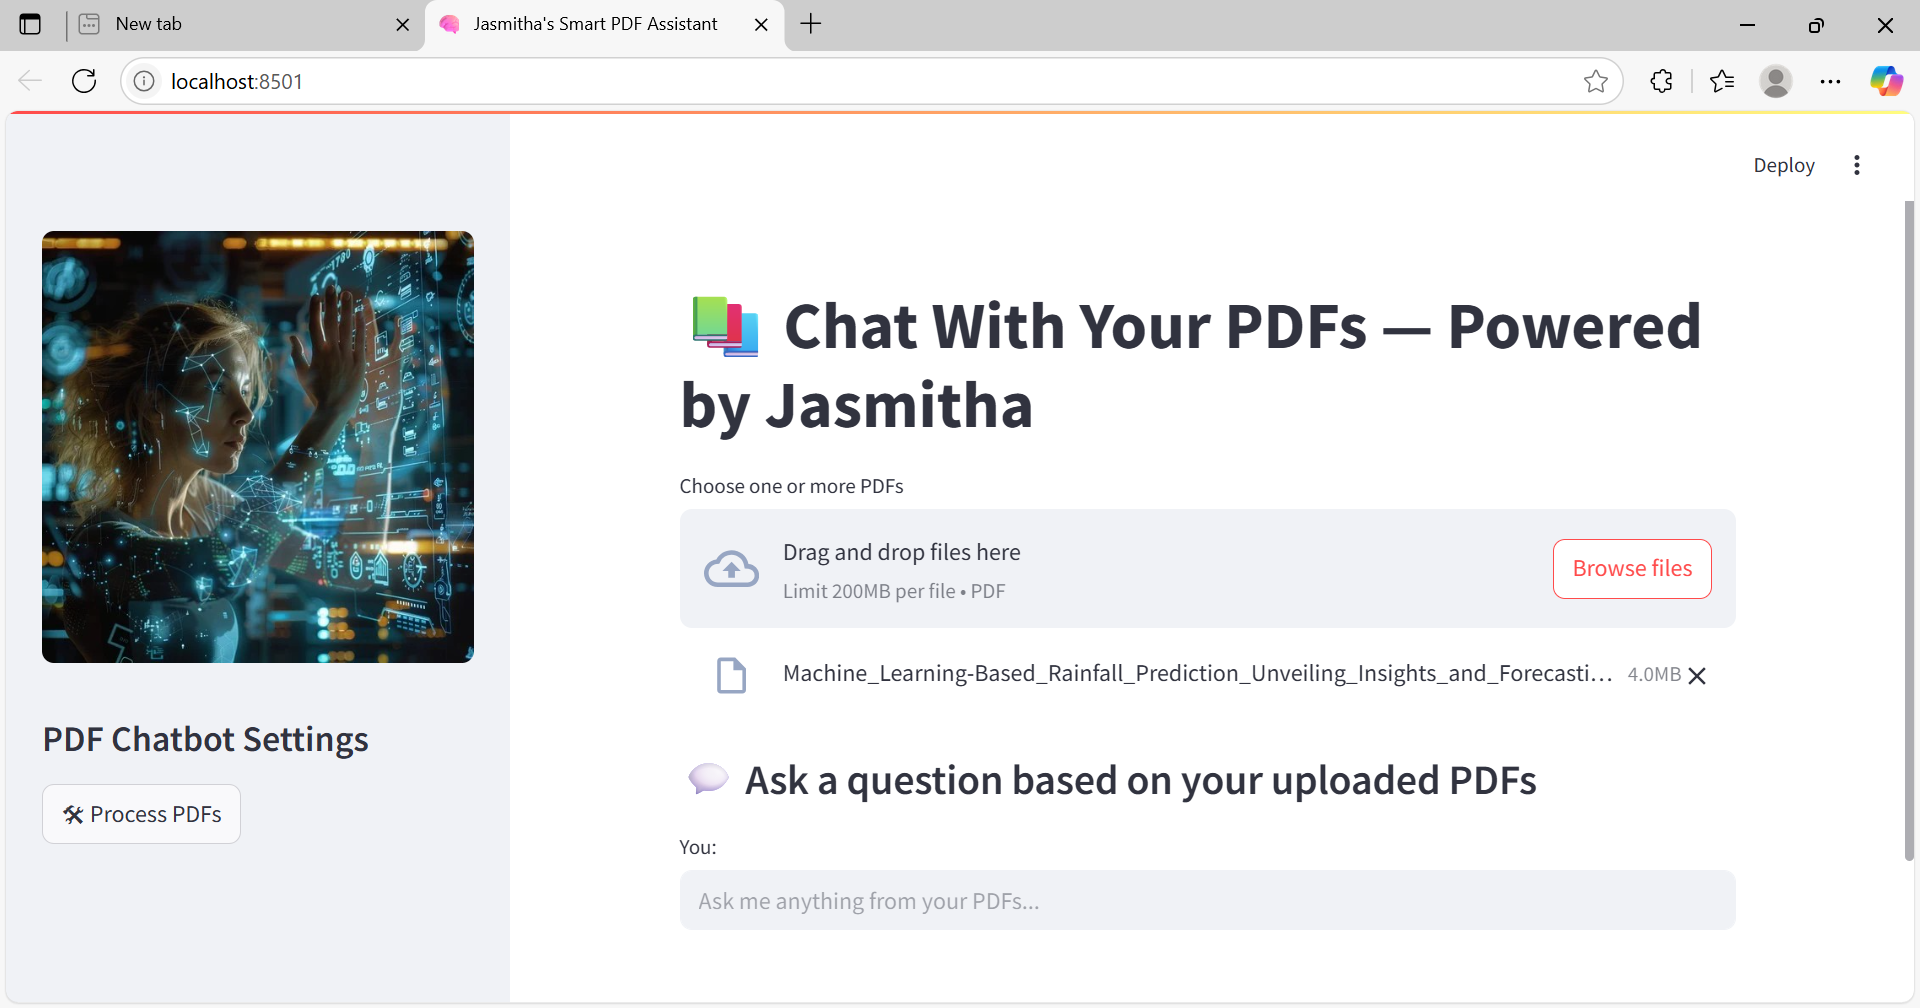 New tab
Jasmitha's Smart PDF Assistant
localhost:8501
Deploy
📚 Chat With Your PDFs — Powered
by Jasmitha
Choose one or more PDFs
Drag and drop files here
Limit 200MB per file • PDF
Browse files
Machine_Learning-Based_Rainfall_Prediction_Unveiling_Insights_and_Forecasti... 4.0MB
PDF Chatbot Settings
🛠 Process PDFs
💬 Ask a question based on your uploaded PDFs
You:
Ask me anything from your PDFs...